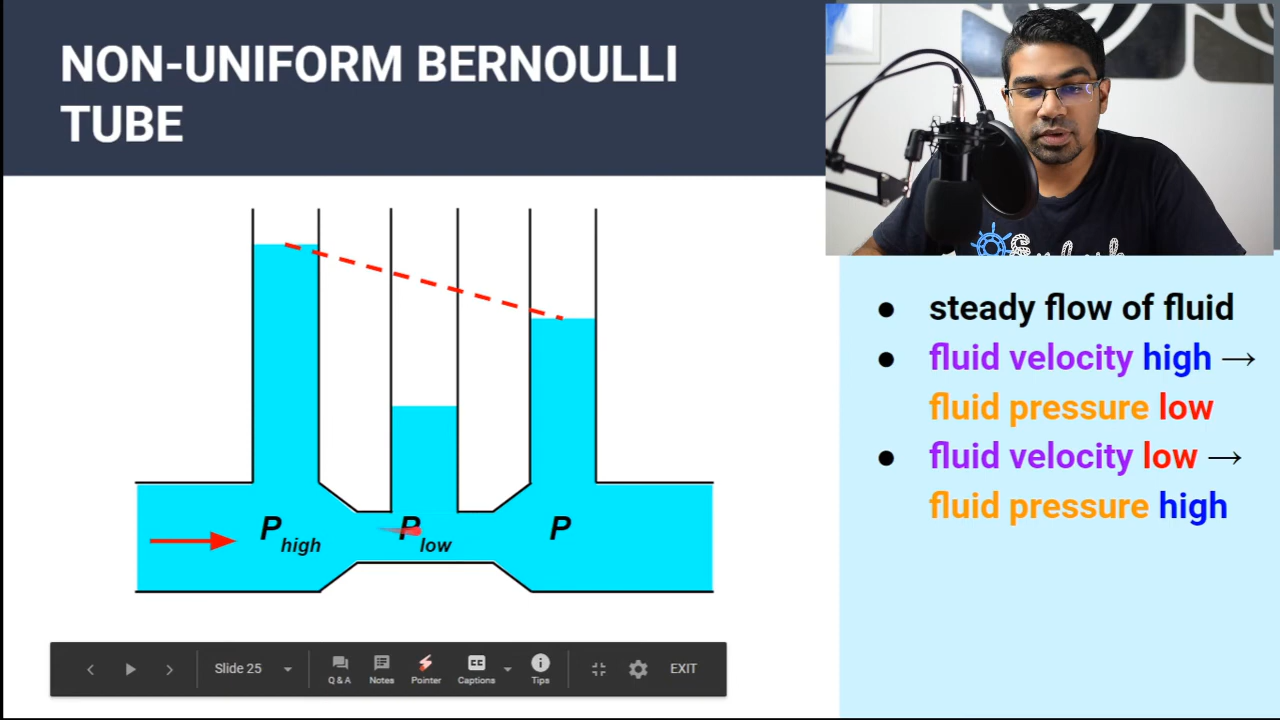 NON-UNIFORM BERNOULLI
TUBE
steady flow of fluid
fluid velocity high →
fluid pressure low
fluid velocity low →
fluid pressure high
P high
P low
P
Slide 25
Q & A
Notes
Pointer
CC
Captions
Tips
EXIT